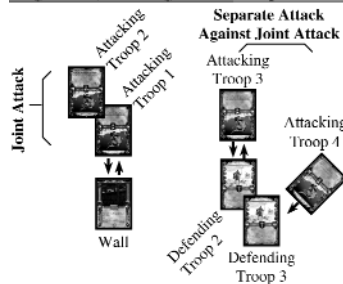 Separate Attack
Against Joint Attack
Attacking
Troop 2
Attacking
Troop 1
Joint Attack
Wall
Attacking
Troop 3
Attacking
Troop 4
Defending
Troop 2
Defending
Troop 3